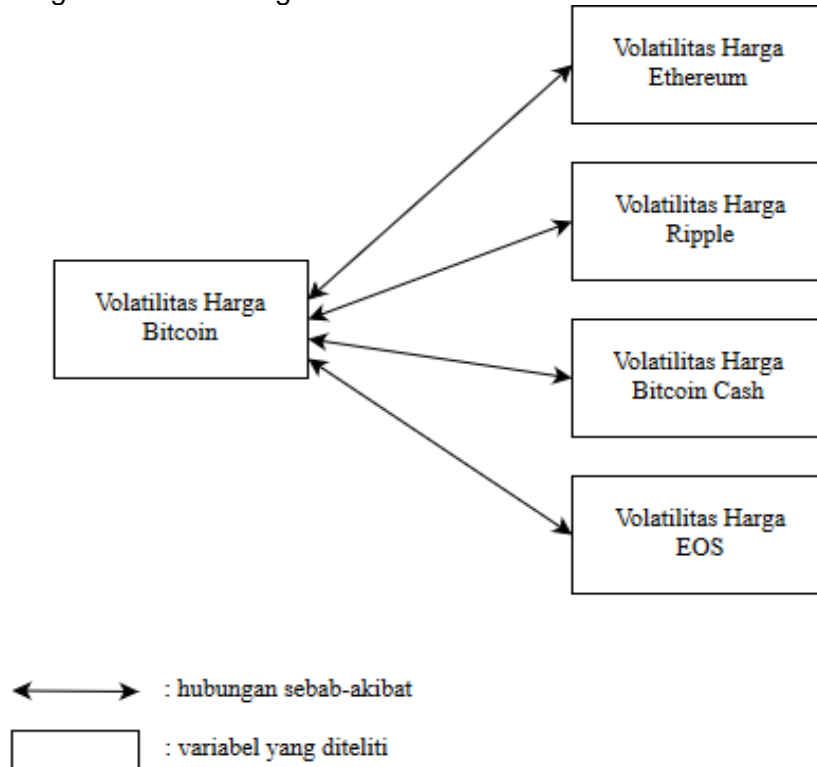 Volatilitas Harga
Ethereum
Volatilitas Harga
Ripple
Volatilitas Harga
Bitcoin
Volatilitas Harga
Bitcoin Cash
Volatilitas Harga
EOS
: hubungan sebab-akibat
: variabel yang diteliti